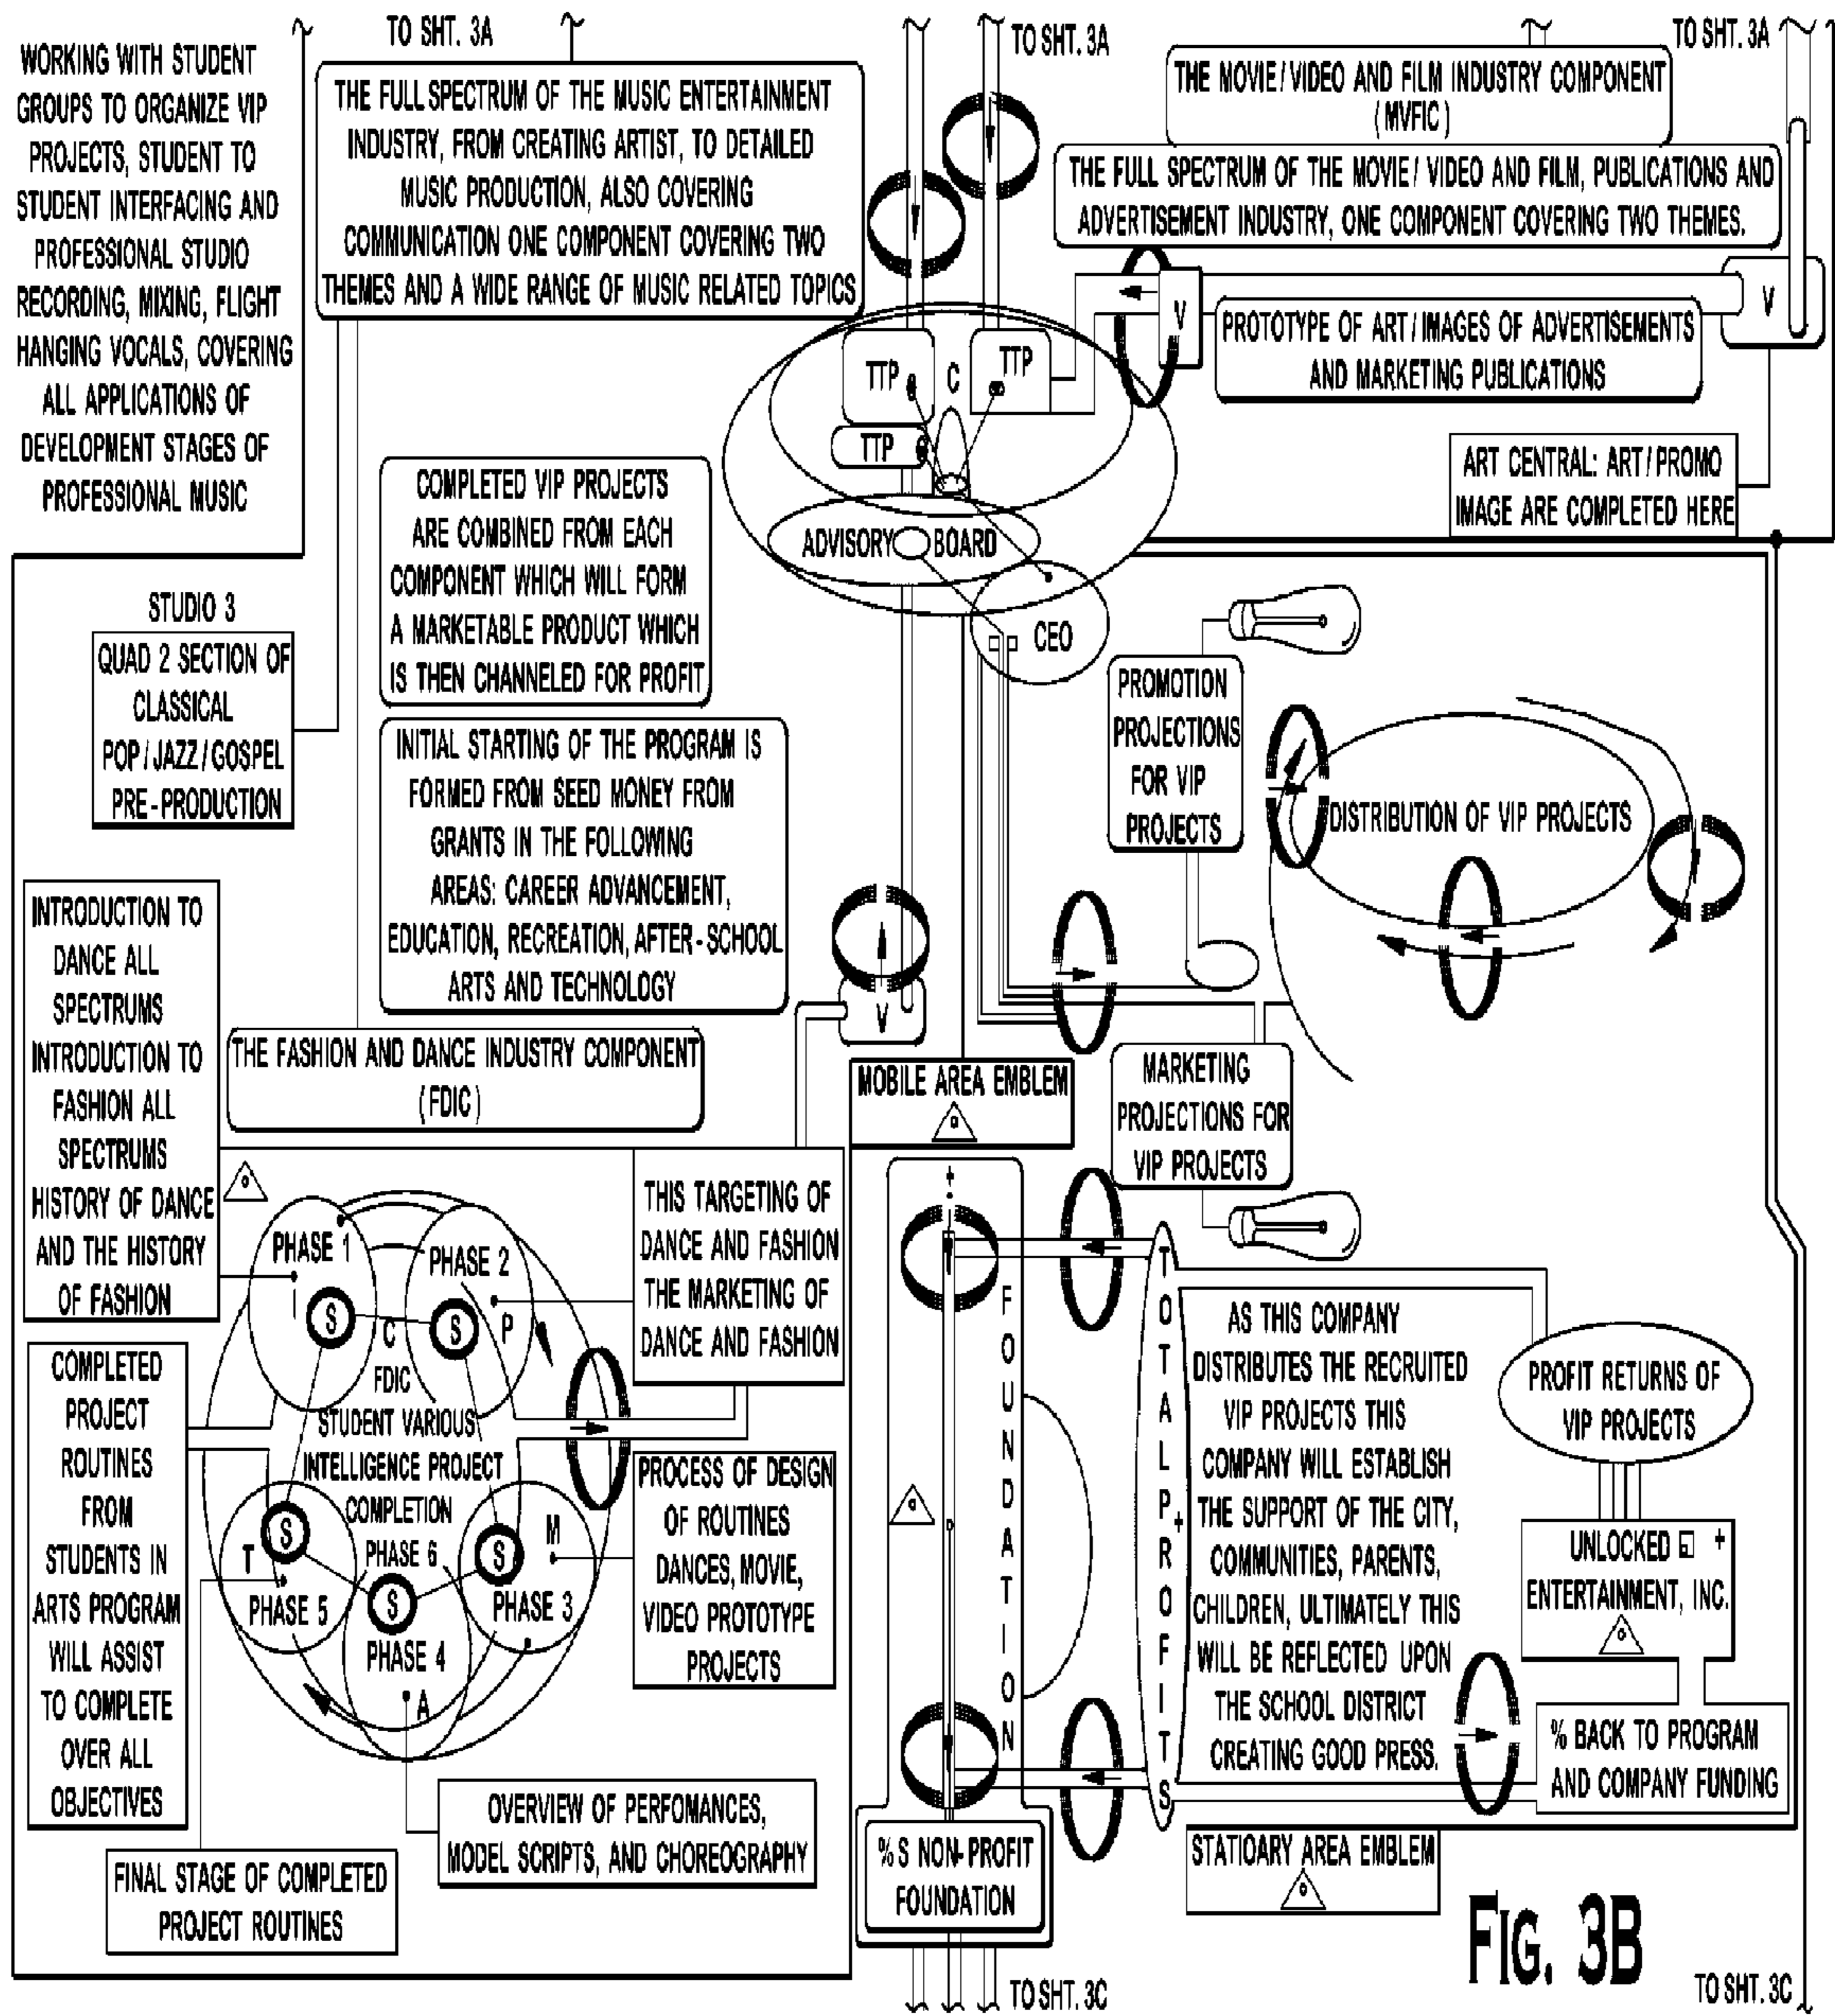 TO SHT. 3A
TO SHT. 3A
TO SHT. 3A
WORKING WITH STUDENT
GROUPS TO ORGANIZE VIP
PROJECTS, STUDENT TO
STUDENT INTERFACING AND
PROFESSIONAL STUDIO
RECORDING, MIXING, FLIGHT
HANGING VOCALS, COVERING
ALL APPLICATIONS OF
DEVELOPMENT STAGES OF
PROFESSIONAL MUSIC
THE FULL SPECTRUM OF THE MUSIC ENTERTAINMENT
INDUSTRY, FROM CREATING ARTIST, TO DETAILED
MUSIC PRODUCTION, ALSO COVERING
COMMUNICATION ONE COMPONENT COVERING TWO
THEMES AND A WIDE RANGE OF MUSIC RELATED TOPICS
THE MOVIE / VIDEO AND FILM INDUSTRY COMPONENT
( MVFIC )
THE FULL SPECTRUM OF THE MOVIE / VIDEO AND FILM, PUBLICATIONS AND
ADVERTISEMENT INDUSTRY, ONE COMPONENT COVERING TWO THEMES.
V
V
PROTOTYPE OF ART / IMAGES OF ADVERTISEMENTS
AND MARKETING PUBLICATIONS
ART CENTRAL: ART / PROMO
IMAGE ARE COMPLETED HERE
TTP
C
TTP
TTP
ADVISORY BOARD
CEO
COMPLETED VIP PROJECTS
ARE COMBINED FROM EACH
COMPONENT WHICH WILL FORM
A MARKETABLE PRODUCT WHICH
IS THEN CHANNELED FOR PROFIT
STUDIO 3
QUAD 2 SECTION OF
CLASSICAL
POP / JAZZ / GOSPEL
PRE - PRODUCTION
INITIAL STARTING OF THE PROGRAM IS
FORMED FROM SEED MONEY FROM
GRANTS IN THE FOLLOWING
AREAS: CAREER ADVANCEMENT,
EDUCATION, RECREATION, AFTER - SCHOOL
ARTS AND TECHNOLOGY
PROMOTION
PROJECTIONS
FOR VIP
PROJECTS
DISTRIBUTION OF VIP PROJECTS
V
INTRODUCTION TO
DANCE ALL
SPECTRUMS
INTRODUCTION TO
FASHION ALL
SPECTRUMS
HISTORY OF DANCE
AND THE HISTORY
OF FASHION
THE FASHION AND DANCE INDUSTRY COMPONENT
( FDIC )
MOBILE AREA EMBLEM
MARKETING
PROJECTIONS FOR
VIP PROJECTS
PHASE 1
I
S
PHASE 2
S
P
C
FDIC
STUDENT VARIOUS
INTELLIGENCE PROJECT
COMPLETION
PHASE 6
S
T
PHASE 5
S
PHASE 4
A
S
M
PHASE 3
THIS TARGETING OF
DANCE AND FASHION
THE MARKETING OF
DANCE AND FASHION
COMPLETED
PROJECT
ROUTINES
FROM
STUDENTS IN
ARTS PROGRAM
WILL ASSIST
TO COMPLETE
OVER ALL
OBJECTIVES
PROCESS OF DESIGN
OF ROUTINES
DANCES, MOVIE,
VIDEO PROTOTYPE
PROJECTS
OVERVIEW OF PERFOMANCES,
MODEL SCRIPTS, AND CHOREOGRAPHY
FINAL STAGE OF COMPLETED
PROJECT ROUTINES
+
FOUNDATION
TOTAL PROFITS
+
AS THIS COMPANY
DISTRIBUTES THE RECRUITED
VIP PROJECTS THIS
COMPANY WILL ESTABLISH
THE SUPPORT OF THE CITY,
COMMUNITIES, PARENTS,
CHILDREN, ULTIMATELY THIS
WILL BE REFLECTED UPON
THE SCHOOL DISTRICT
CREATING GOOD PRESS.
PROFIT RETURNS OF
VIP PROJECTS
UNLOCKED +
ENTERTAINMENT, INC.
% BACK TO PROGRAM
AND COMPANY FUNDING
% S NON- PROFIT
FOUNDATION
STATIOARY AREA EMBLEM
FIG. 3B
TO SHT. 3C
TO SHT. 3C